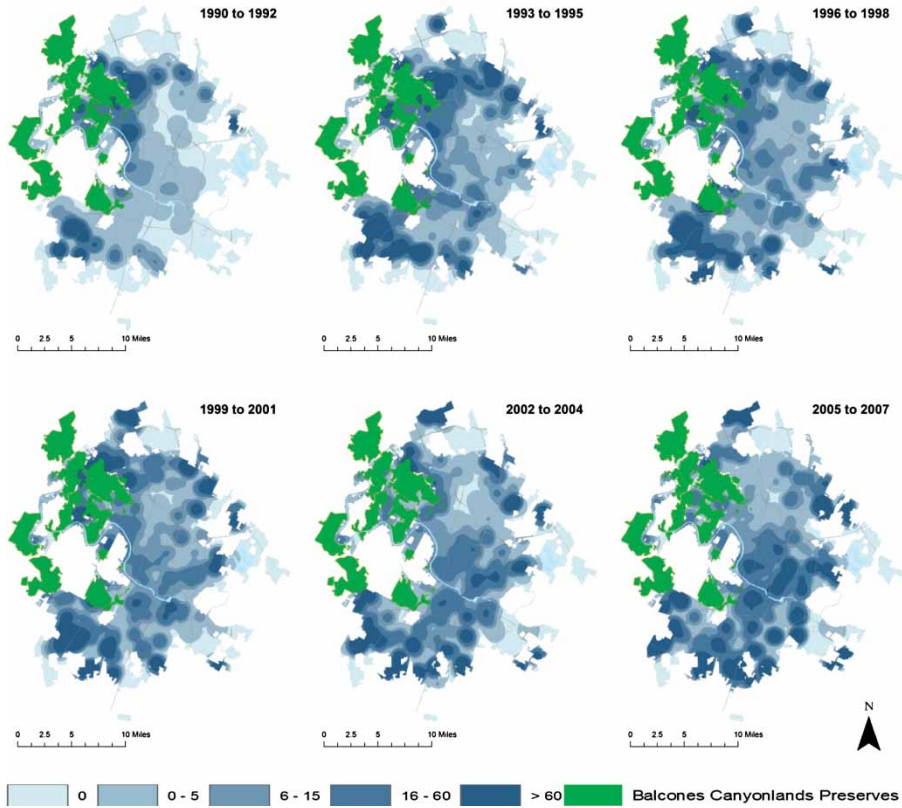 1990 to 1992
1993 to 1995
1996 to 1998
0 2.5 5 10 Miles
0 2.5 5 10 Miles
0 2.5 5 10 Miles
1999 to 2001
2002 to 2004
2005 to 2007
N
0 2.5 5 10 Miles
0 2.5 5 10 Miles
0 2.5 5 10 Miles
0 0 - 5 6 - 15 16 - 60 > 60 Balcones Canyonlands Preserves